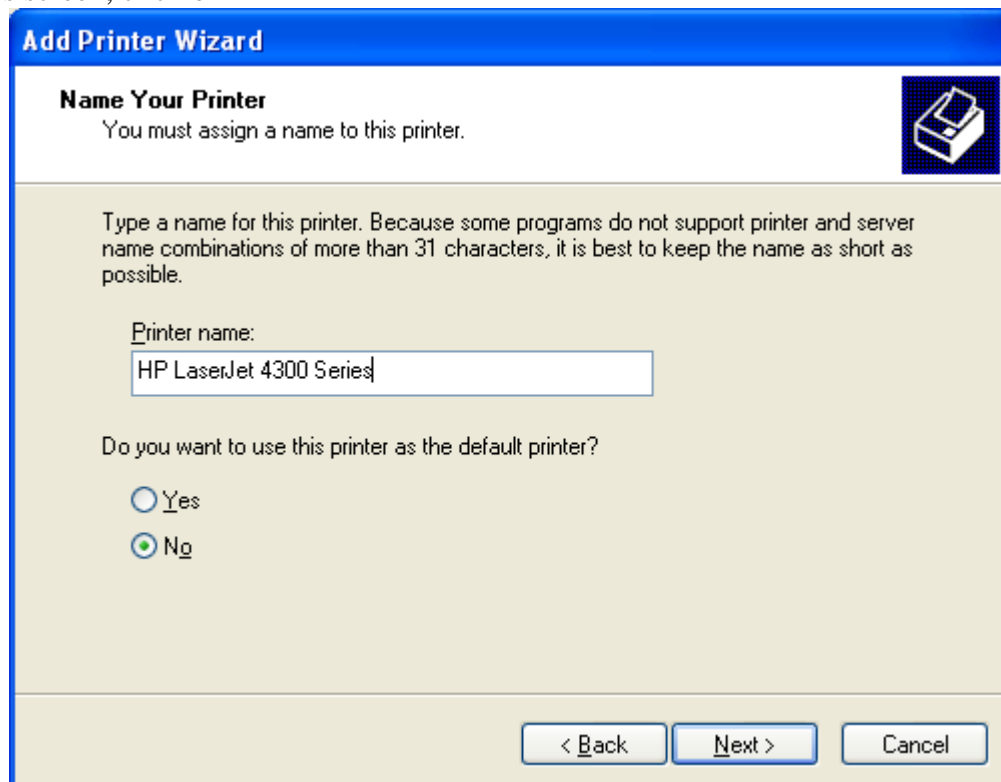 Add Printer Wizard
Name Your Printer
You must assign a name to this printer.
Type a name for this printer. Because some programs do not support printer and server
name combinations of more than 31 characters, it is best to keep the name as short as
possible.
Printer name:
HP LaserJet 4300 Series
Do you want to use this printer as the default printer?
Yes
No
< Back Next > Cancel